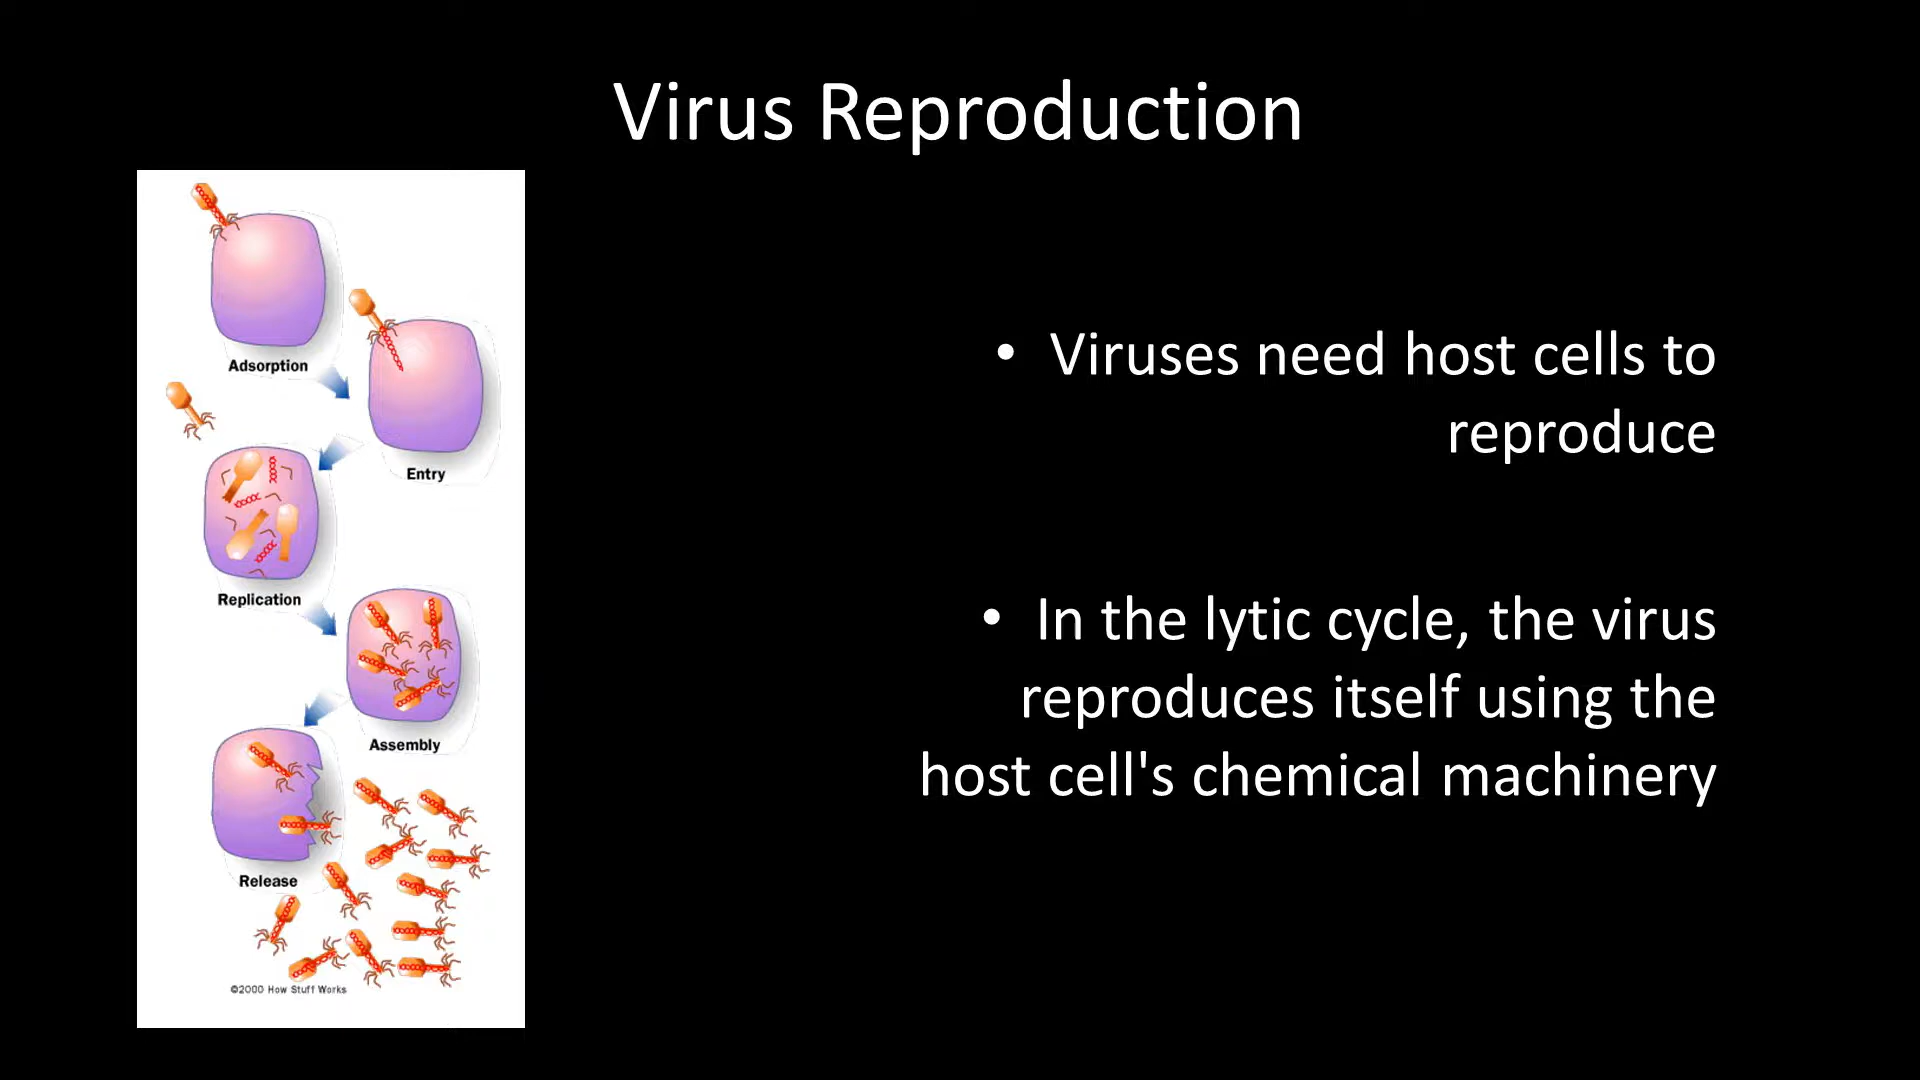 Virus Reproduction
Adsorption
Entry
Replication
Assembly
Release
©2000 How Stuff Works
• Viruses need host cells to
reproduce
• In the lytic cycle, the virus
reproduces itself using the
host cell's chemical machinery